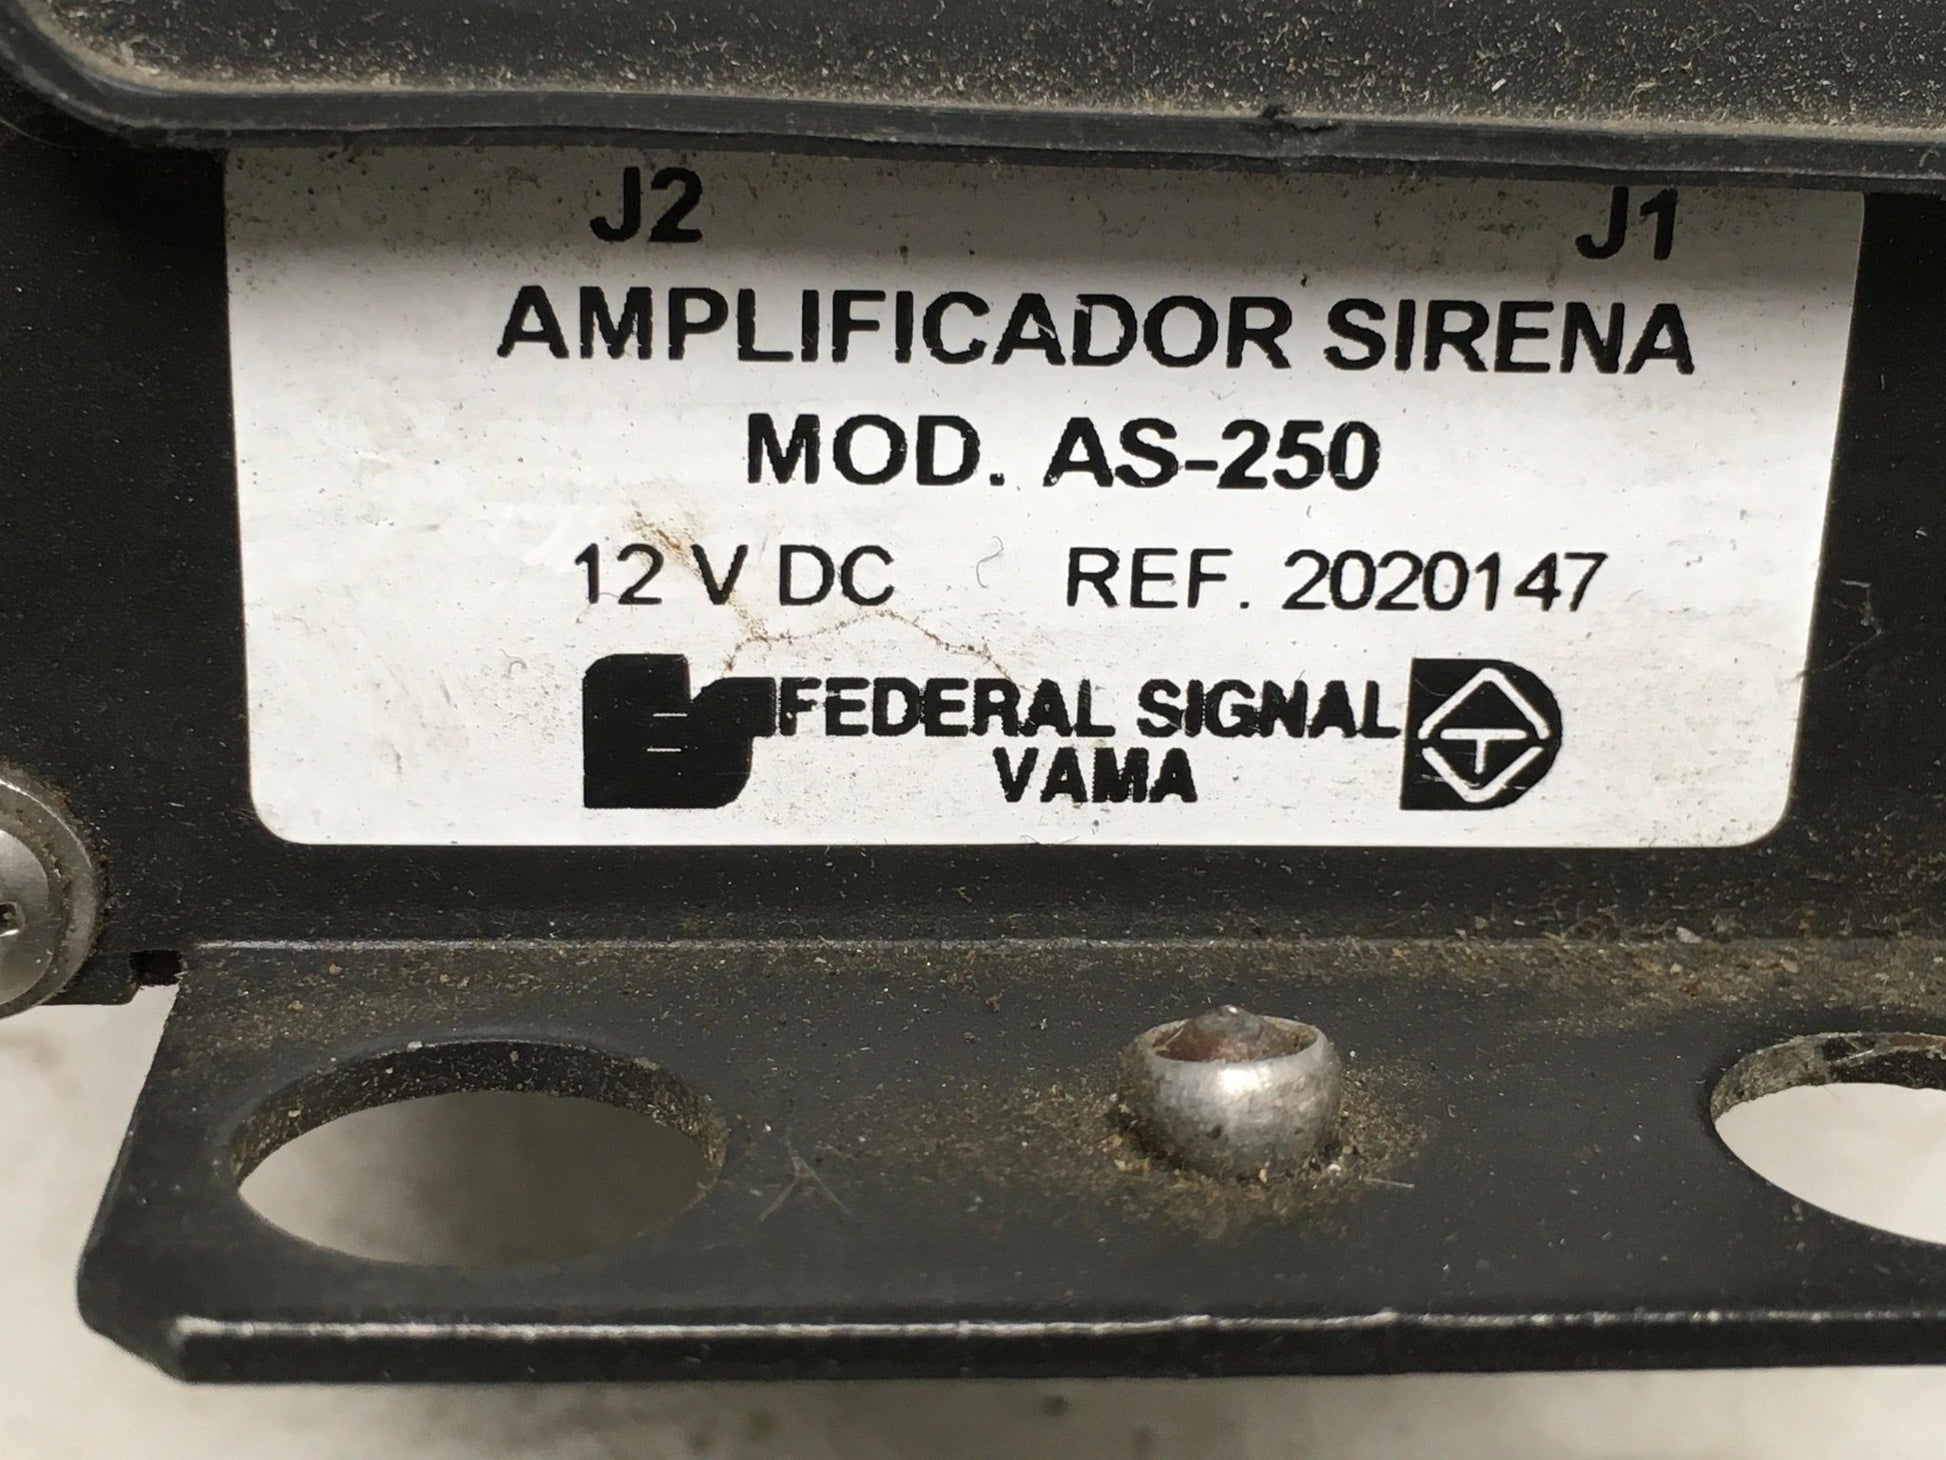 J2 J1
AMPLIFICADOR SIRENA
MOD. AS-250
12 V DC REF. 2020147
FEDERAL SIGNAL
VAMA